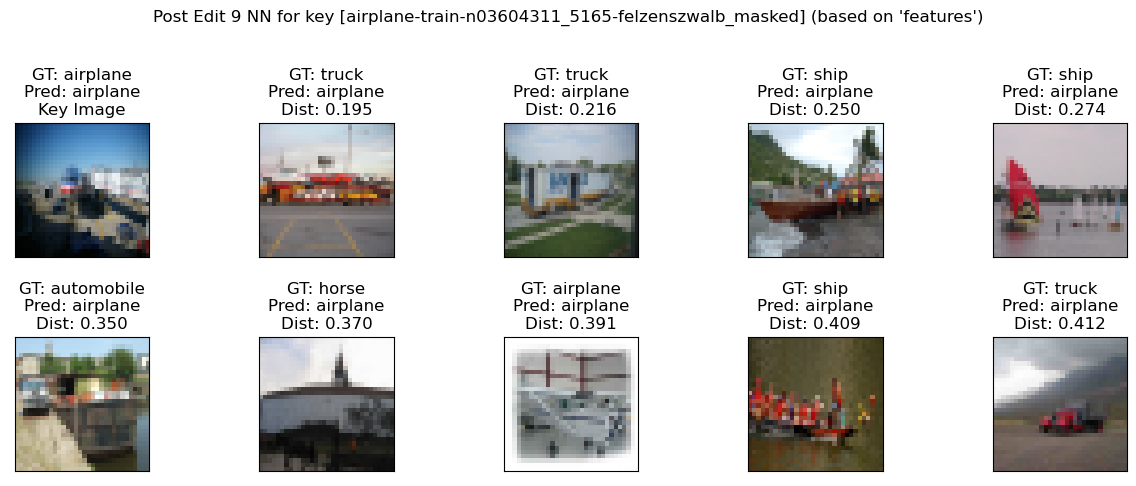 Post Edit 9 NN for key [airplane-train-n03604311_5165-felzenszwalb_masked] (based on 'features')
GT: airplane
Pred: airplane
Key Image
GT: truck
Pred: airplane
Dist: 0.195
GT: truck
Pred: airplane
Dist: 0.216
GT: ship
Pred: airplane
Dist: 0.250
GT: ship
Pred: airplane
Dist: 0.274
GT: automobile
Pred: airplane
Dist: 0.350
GT: horse
Pred: airplane
Dist: 0.370
GT: airplane
Pred: airplane
Dist: 0.391
GT: ship
Pred: airplane
Dist: 0.409
GT: truck
Pred: airplane
Dist: 0.412